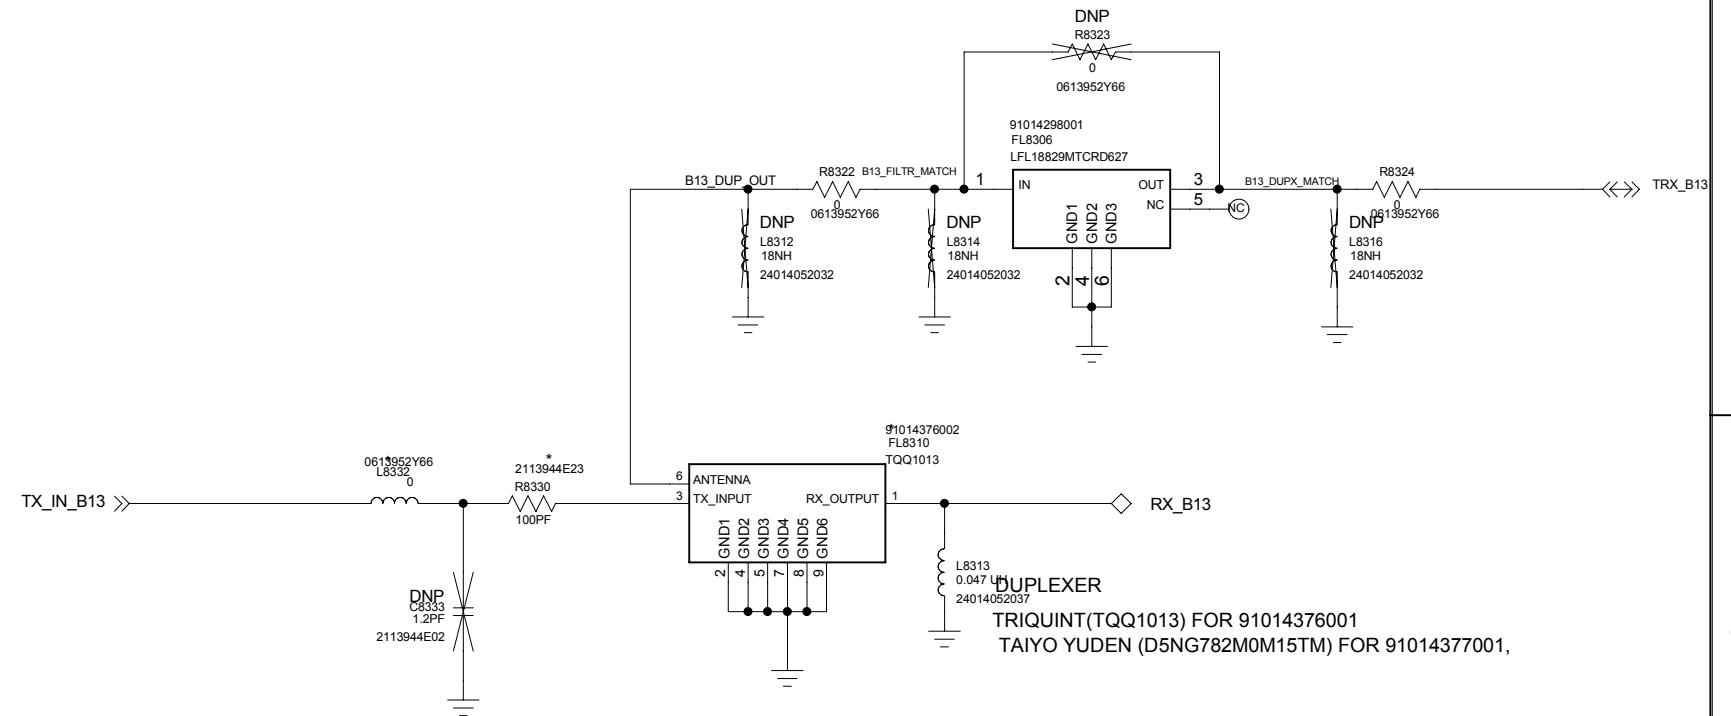 DNP
R8323
0
0613952Y66
91014298001
FL8306
LFL18829MTCRD627
B13_DUP_OUT
R8322
0
0613952Y66
B13_FILTR_MATCH
1
IN
OUT
3
NC
5
NC
GND1
GND2
GND3
2
4
6
B13_DUPX_MATCH
R8324
0
0613952Y66
TRX_B13
DNP
L8312
18NH
24014052032
DNP
L8314
18NH
24014052032
DNP
L8316
18NH
24014052032
*
91014376002
FL8310
TQQ1013
*
0613952Y66
L8332
0
*
2113944E23
R8330
100PF
TX_IN_B13
6
ANTENNA
3
TX_INPUT
RX_OUTPUT
1
RX_B13
GND1
GND2
GND3
GND4
GND5
GND6
2
4
5
7
8
9
DNP
C8333
1.2PF
2113944E02
L8313
0.047 UH
24014052037
DUPLEXER
TRIQUINT(TQQ1013) FOR 91014376001
TAIYO YUDEN (D5NG782M0M15TM) FOR 91014377001,